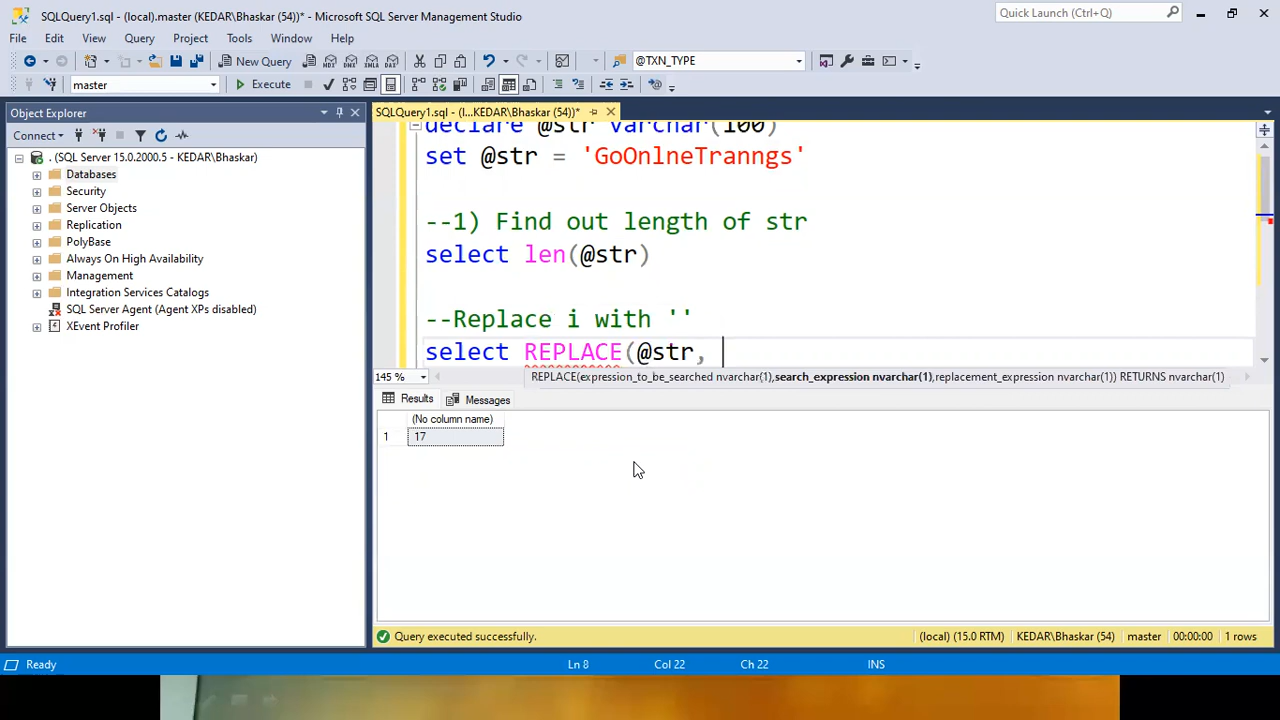 SQLQuery1.sql - (local).master (KEDAR\Bhaskar (54))* - Microsoft SQL Server Management Studio
Quick Launch (Ctrl+Q)
File Edit View Query Project Tools Window Help
New Query
@TXN_TYPE
master
Execute
Object Explorer
SQLQuery1.sql - (l...KEDAR\Bhaskar (54))*
Connect
. (SQL Server 15.0.2000.5 - KEDAR\Bhaskar)
Databases
Security
Server Objects
Replication
PolyBase
Always On High Availability
Management
Integration Services Catalogs
SQL Server Agent (Agent XPs disabled)
XEvent Profiler
declare @str varchar(100)
set @str = 'GoOnlneTranngs'
--1) Find out length of str
select len(@str)
--Replace i with ''
select REPLACE(@str,
145 %
REPLACE(expression_to_be_searched nvarchar(1),search_expression nvarchar(1),replacement_expression nvarchar(1)) RETURNS nvarchar(1)
Results Messages
(No column name)
1 17
Query executed successfully.
(local) (15.0 RTM) KEDAR\Bhaskar (54) master 00:00:00 1 rows
Ready Ln 8 Col 22 Ch 22 INS